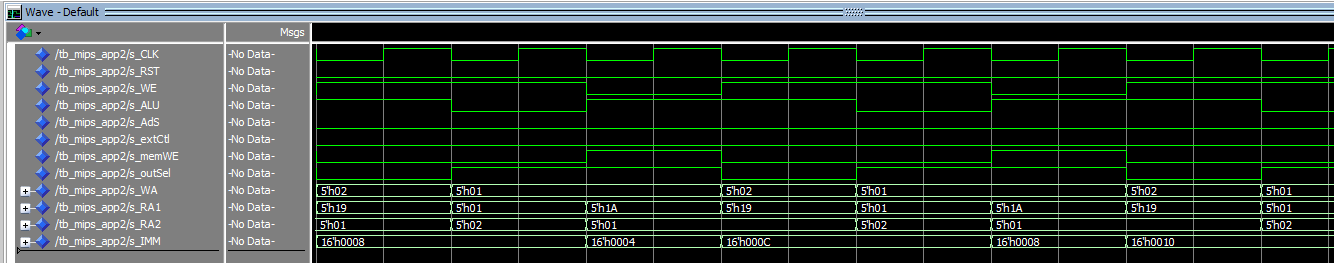 Wave - Default
Msgs
/tb_mips_app2/s_CLK -No Data-
/tb_mips_app2/s_RST -No Data-
/tb_mips_app2/s_WE -No Data-
/tb_mips_app2/s_ALU -No Data-
/tb_mips_app2/s_AdS -No Data-
/tb_mips_app2/s_extCtl -No Data-
/tb_mips_app2/s_memWE -No Data-
/tb_mips_app2/s_outSel -No Data-
/tb_mips_app2/s_WA -No Data- 5'h02 5'h01 5'h02 5'h01 5'h02 5'h01
/tb_mips_app2/s_RA1 -No Data- 5'h19 5'h01 5'h1A 5'h19 5'h01 5'h1A 5'h19 5'h01
/tb_mips_app2/s_RA2 -No Data- 5'h01 5'h02 5'h01 5'h02 5'h01 5'h02
/tb_mips_app2/s_IMM -No Data- 16'h0008 16'h0004 16'h000C 16'h0008 16'h0010